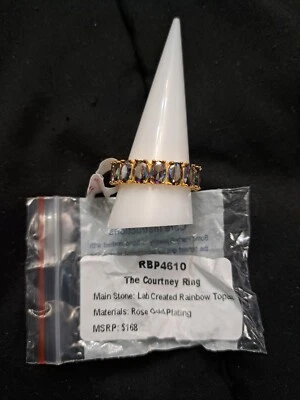 RBP4610
The Courtney Ring
Main Stone: Lab Created Rainbow Topaz
Materials: Rose Gold Plating
MSRP: $168